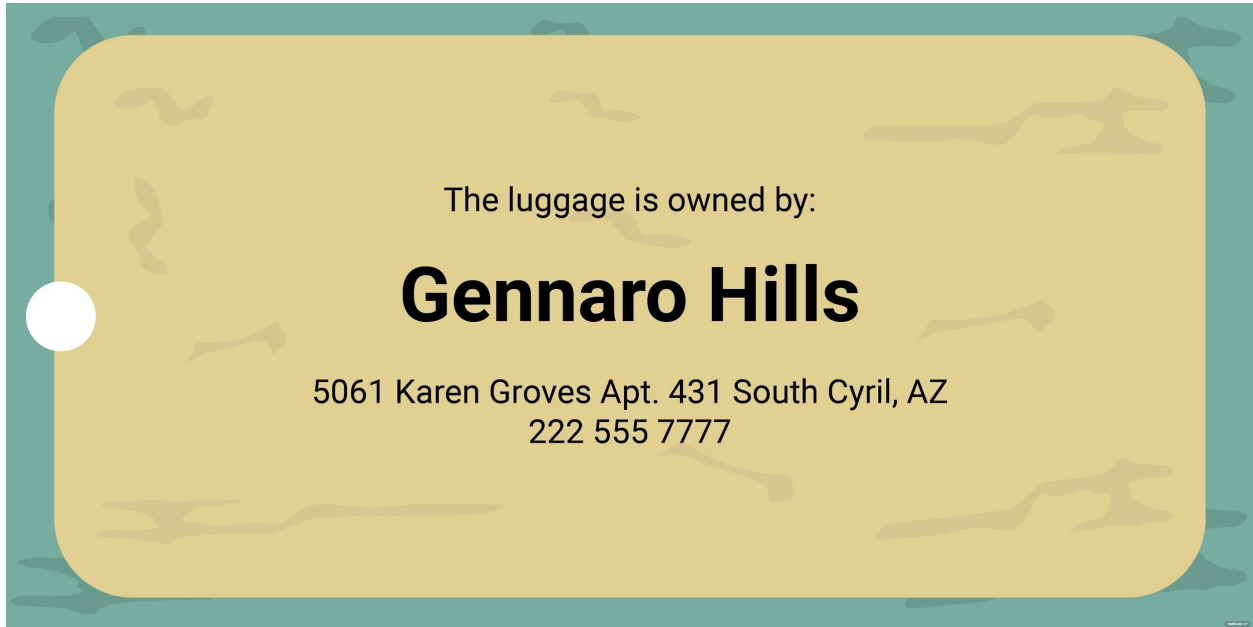 The luggage is owned by:
Gennaro Hills
5061 Karen Groves Apt. 431 South Cyril, AZ
222 555 7777